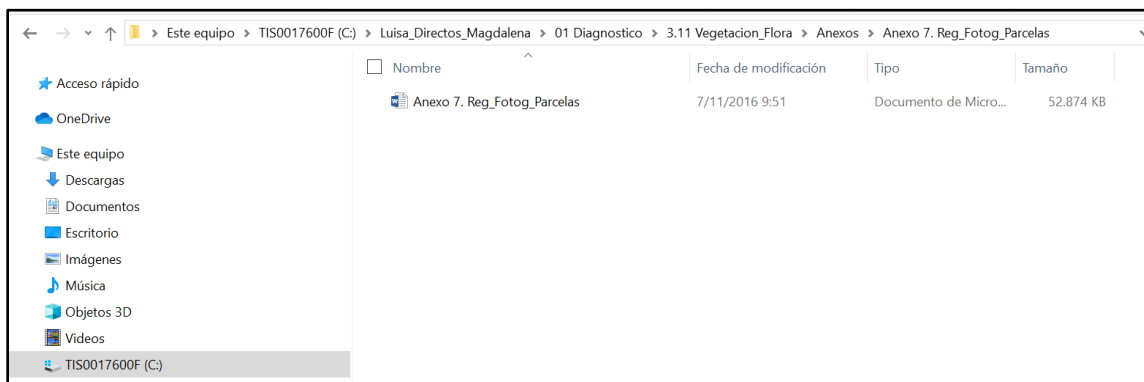 Este equipo > TIS0017600F (C:) > Luisa_Directos_Magdalena > 01 Diagnostico > 3.11 Vegetacion_Flora > Anexos > Anexo 7. Reg_Fotog_Parcelas
Nombre Fecha de modificación Tipo Tamaño
Acceso rápido
Anexo 7. Reg_Fotog_Parcelas 7/11/2016 9:51 Documento de Micro... 52.874 KB
OneDrive
Este equipo
Descargas
Documentos
Escritorio
Imágenes
Música
Objetos 3D
Videos
TIS0017600F (C:)